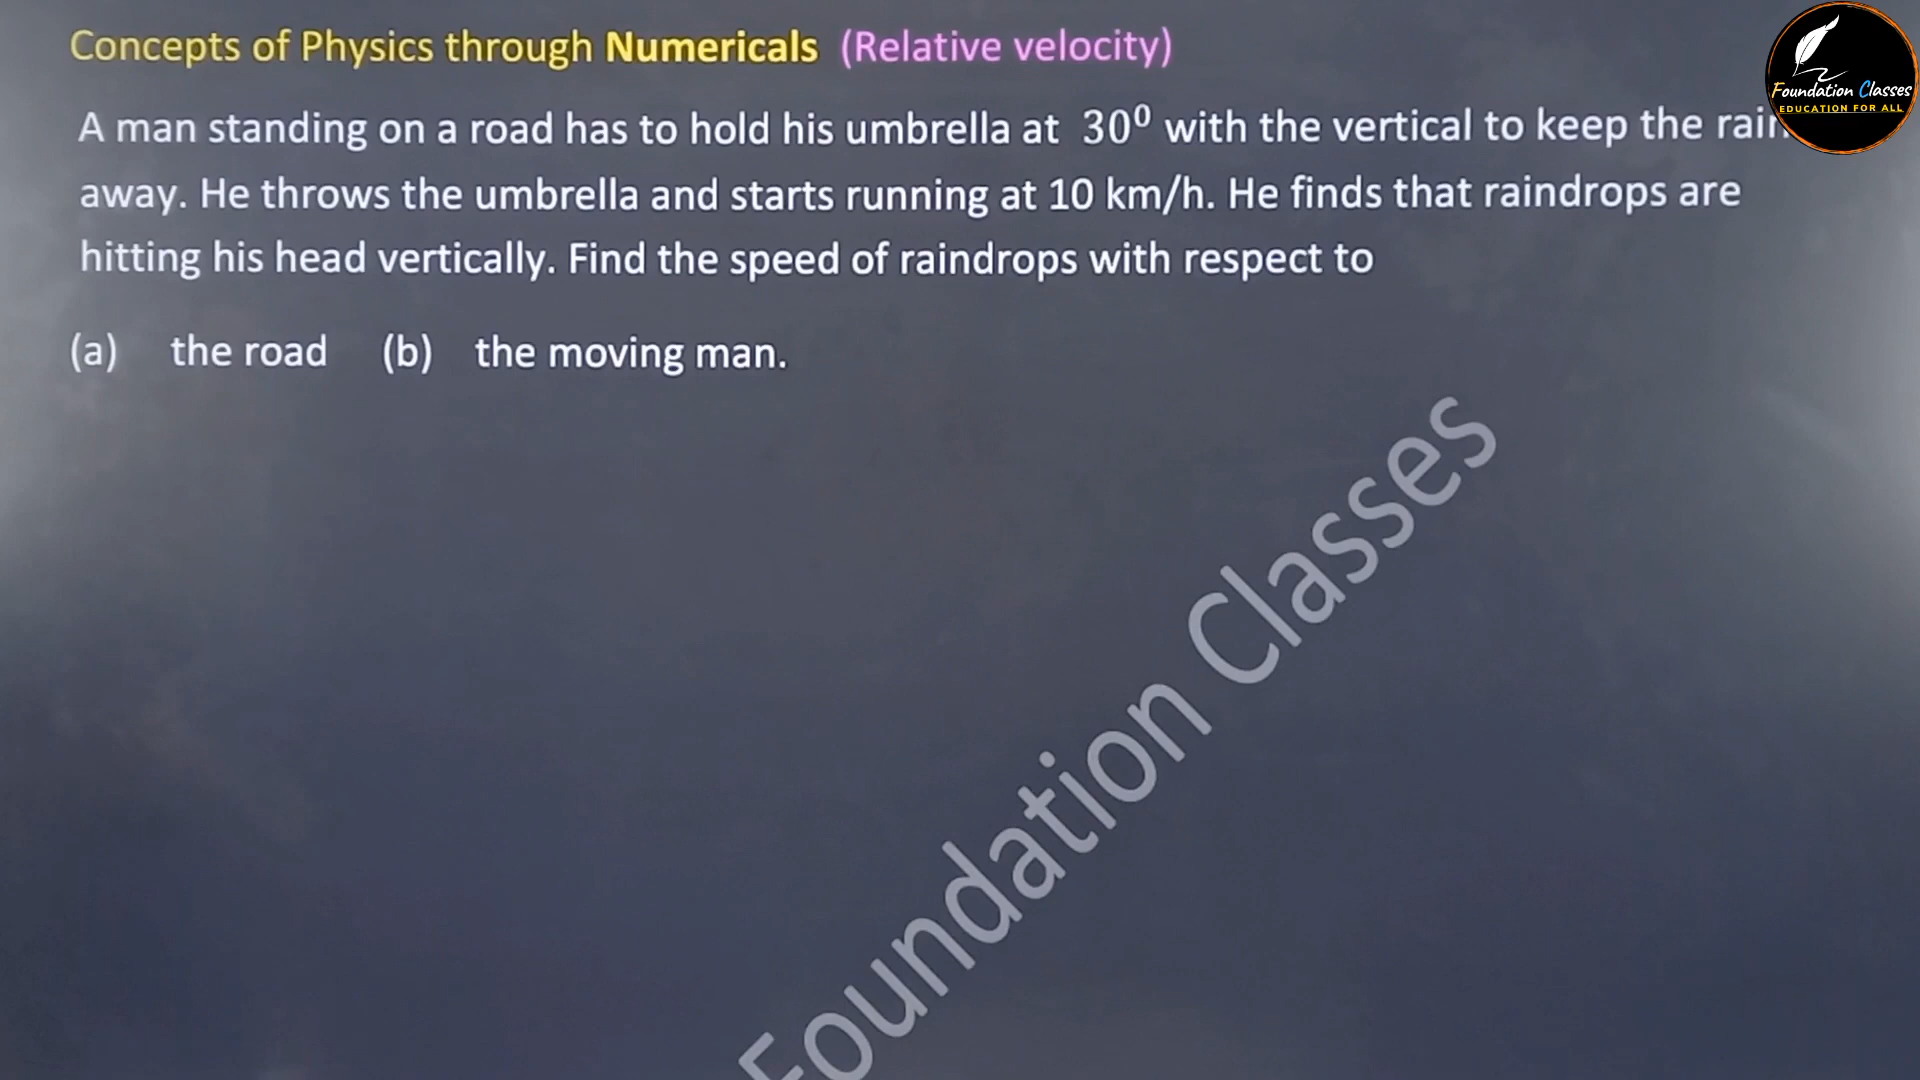 Concepts of Physics through Numericals (Relative velocity)
Foundation Classes
EDUCATION FOR ALL
A man standing on a road has to hold his umbrella at 30⁰ with the vertical to keep the rain
away. He throws the umbrella and starts running at 10 km/h. He finds that raindrops are
hitting his head vertically. Find the speed of raindrops with respect to
(a) the road (b) the moving man.
Foundation Classes